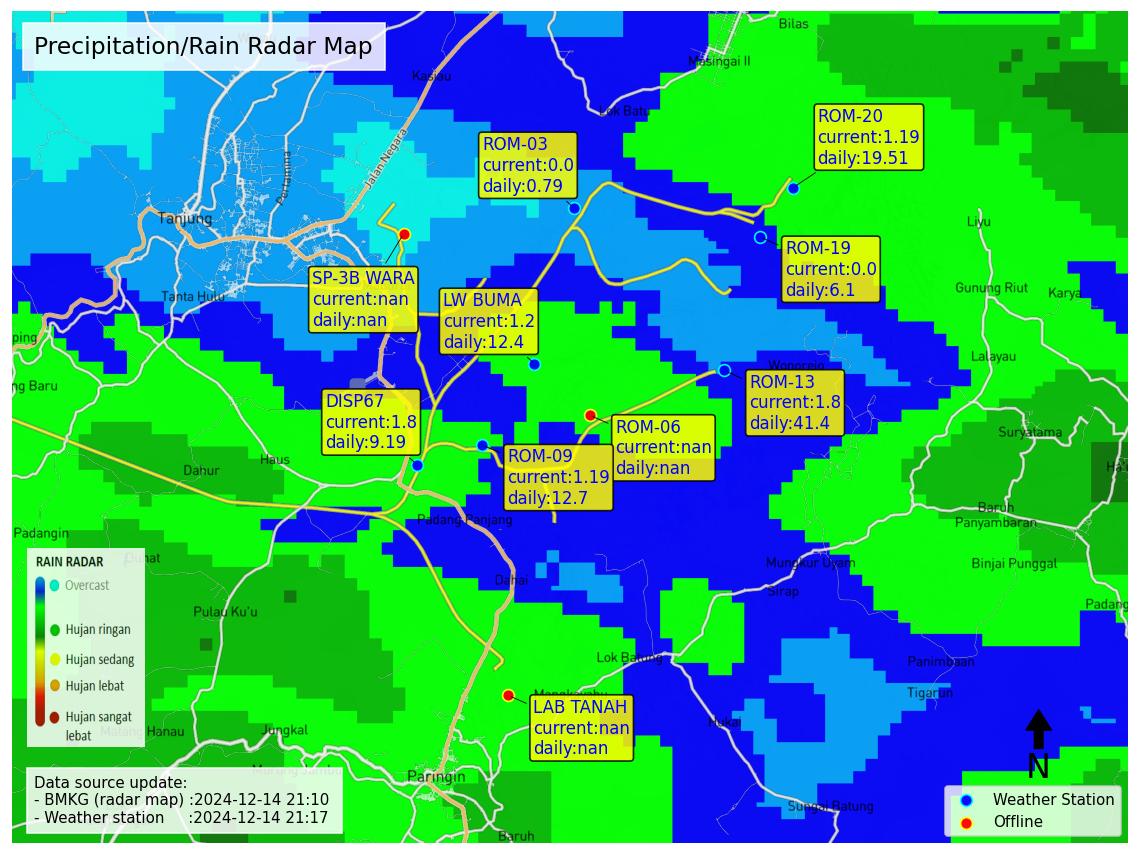 Precipitation/Rain Radar Map
Bilas
Masingai II
Kasiau
Lok Batu
Jalan Negara
Pertamina
Tanjung
Tanta Hulu
ROM-20
current:1.19
daily:19.51
ROM-03
current:0.0
daily:0.79
ROM-19
current:0.0
daily:6.1
Liyu
Gunung Riut
Karya
Lalayau
SP-3B WARA
current:nan
daily:nan
LW BUMA
current:1.2
daily:12.4
ping
ng Baru
Wonorejo
ROM-13
current:1.8
daily:41.4
DISP67
current:1.8
daily:9.19
ROM-06
current:nan
daily:nan
ROM-09
current:1.19
daily:12.7
Suryatama
Dahur
Haus
Padang Panjang
Baruh
Panyambaran
Padangin
Mungkur Uyam
Binjai Punggal
Dahai
Sirap
Padang
Pulau Ku'u
RAIN RADAR
Overcast
Hujan ringan
Hujan sedang
Hujan lebat
Hujan sangat
lebat
Lok Batung
Panimbaan
Tigarun
Mangkayahu
LAB TANAH
current:nan
daily:nan
Hukai
Hanau
Jungkal
Murung Jambu
Paringin
Sungai Batung
Baruh
N
Data source update:
- BMKG (radar map) :2024-12-14 21:10
- Weather station :2024-12-14 21:17
Weather Station
Offline